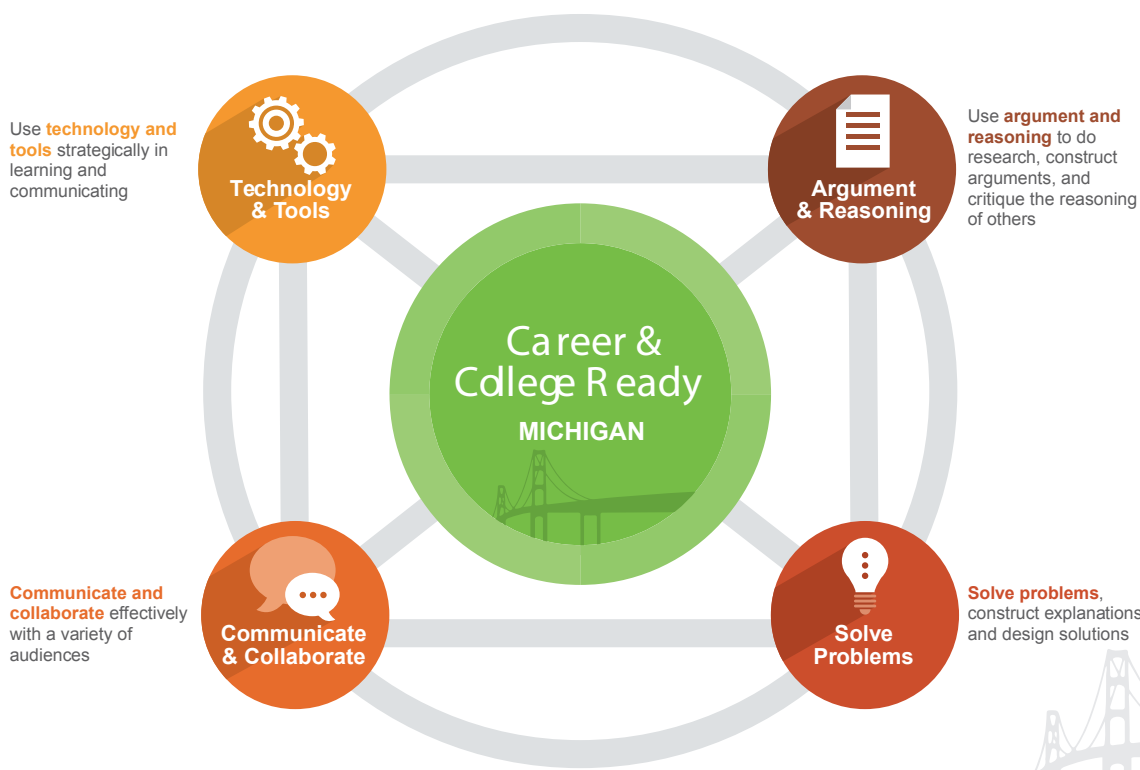 Use technology and
tools strategically in
learning and
communicating
Technology
& Tools
Argument
& Reasoning
Use argument and
reasoning to do
research, construct
arguments, and
critique the reasoning
of others
Career &
College Ready
MICHIGAN
Communicate and
collaborate effectively
with a variety of
audiences
Communicate
& Collaborate
Solve
Problems
Solve problems,
construct explanations
and design solutions